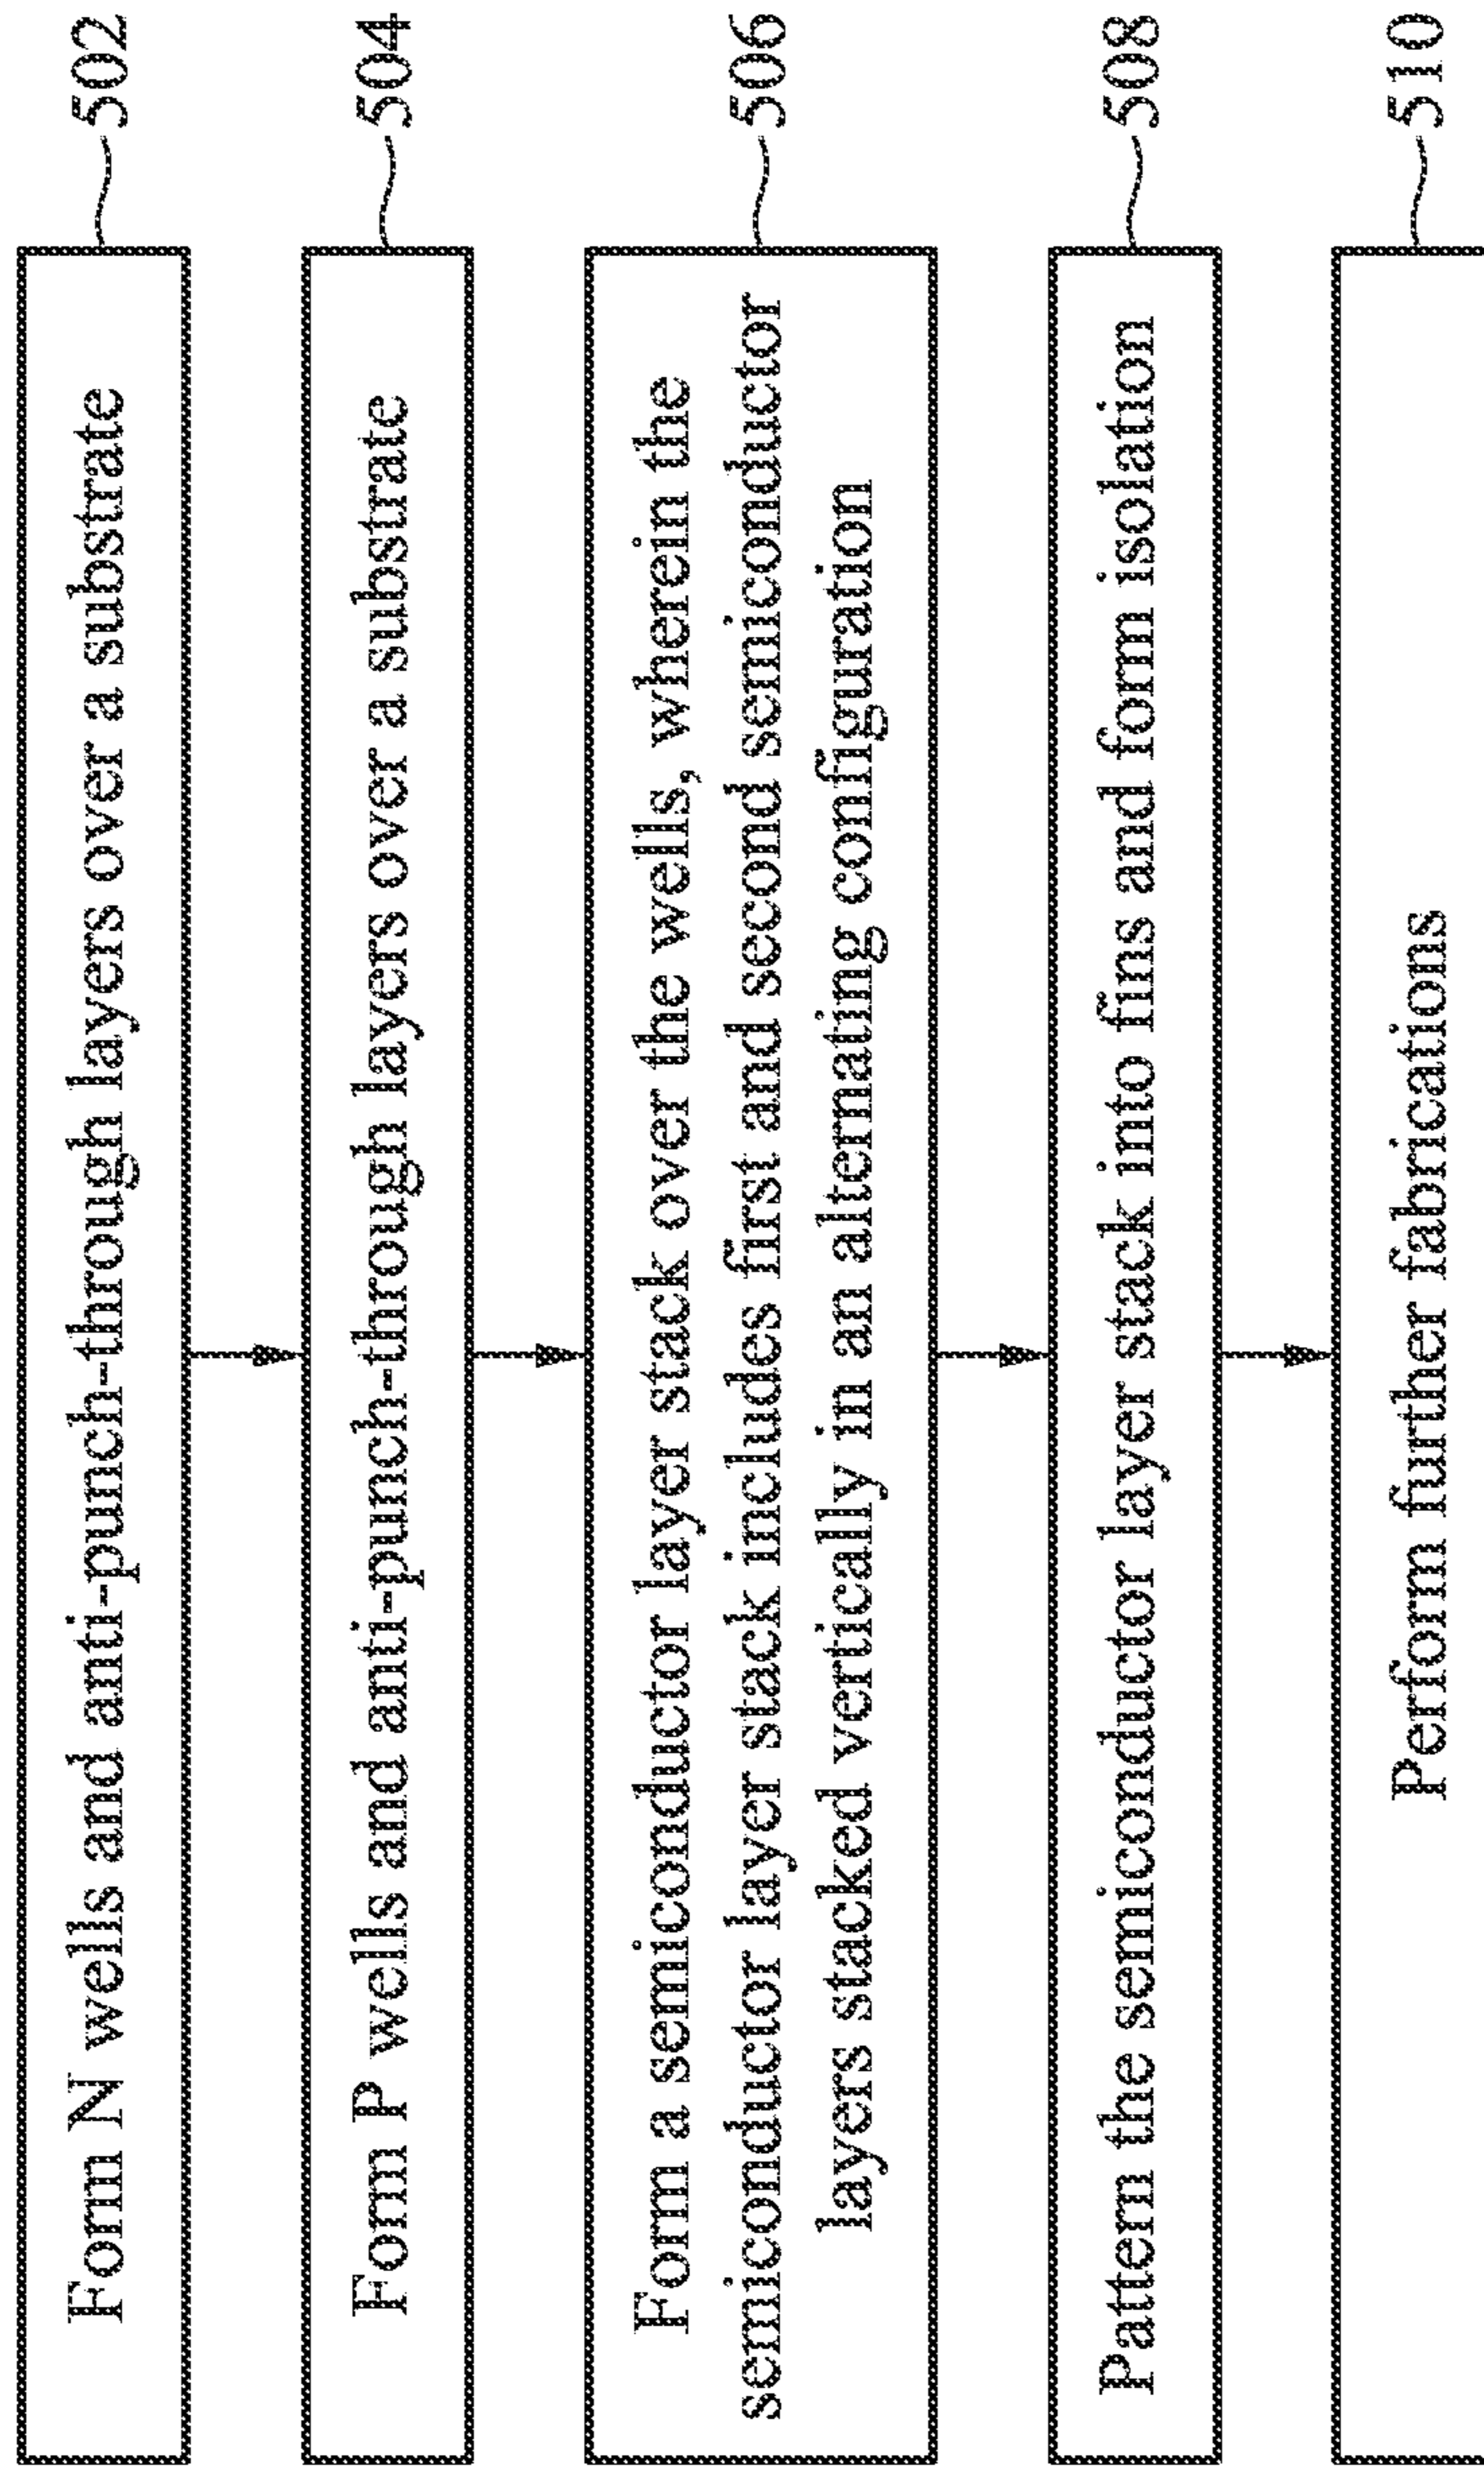 Form N wells and anti-punch-through layers over a substrate
502
Form P wells and anti-punch-through layers over a substrate
504
Form a semiconductor layer stack over the wells, wherein the
semiconductor layer stack includes first and second semiconductor
layers stacked vertically in an alternating configuration
506
Pattern the semiconductor layer stack into fins and form isolation
508
Perform further fabrications
510